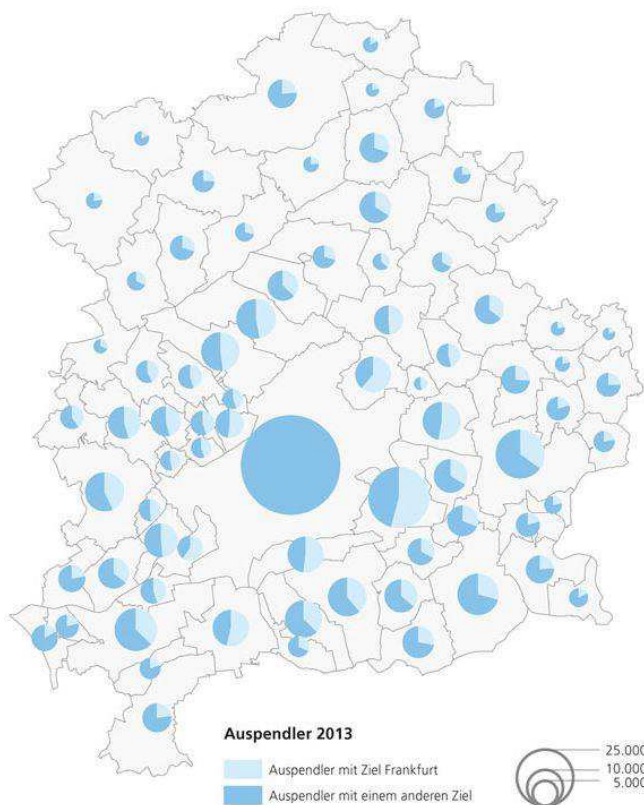 Auspendler 2013
Auspendler mit Ziel Frankfurt
Auspendler mit einem anderen Ziel
25.000
10.000
5.000